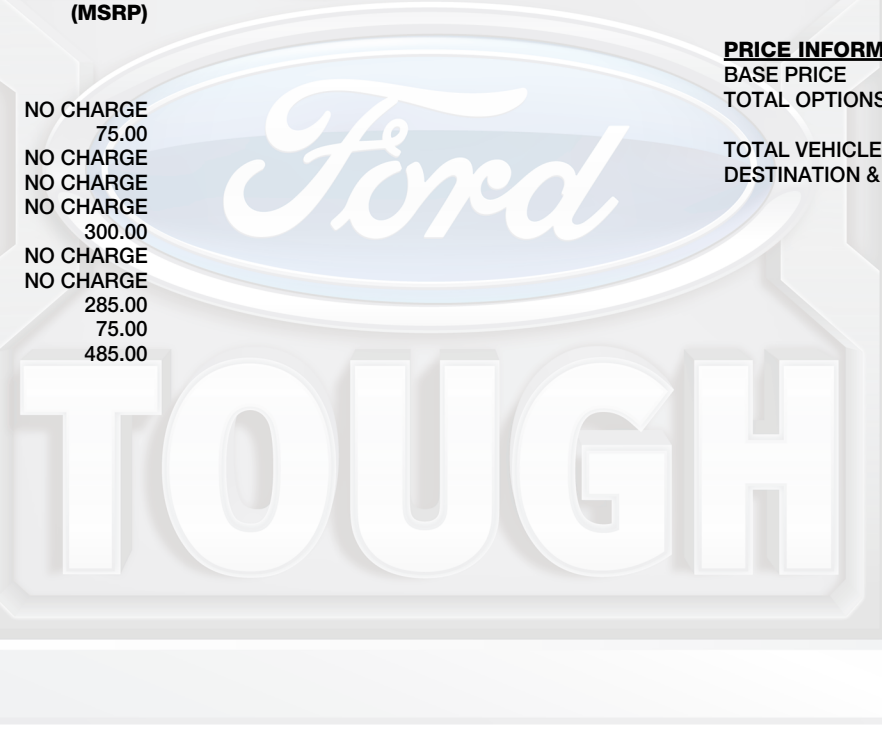 (MSRP)
NO CHARGE
75.00
NO CHARGE
NO CHARGE
NO CHARGE
300.00
NO CHARGE
NO CHARGE
285.00
75.00
485.00
PRICE INFORM
BASE PRICE
TOTAL OPTIONS
TOTAL VEHICLE
DESTINATION &
Ford
TOUGH